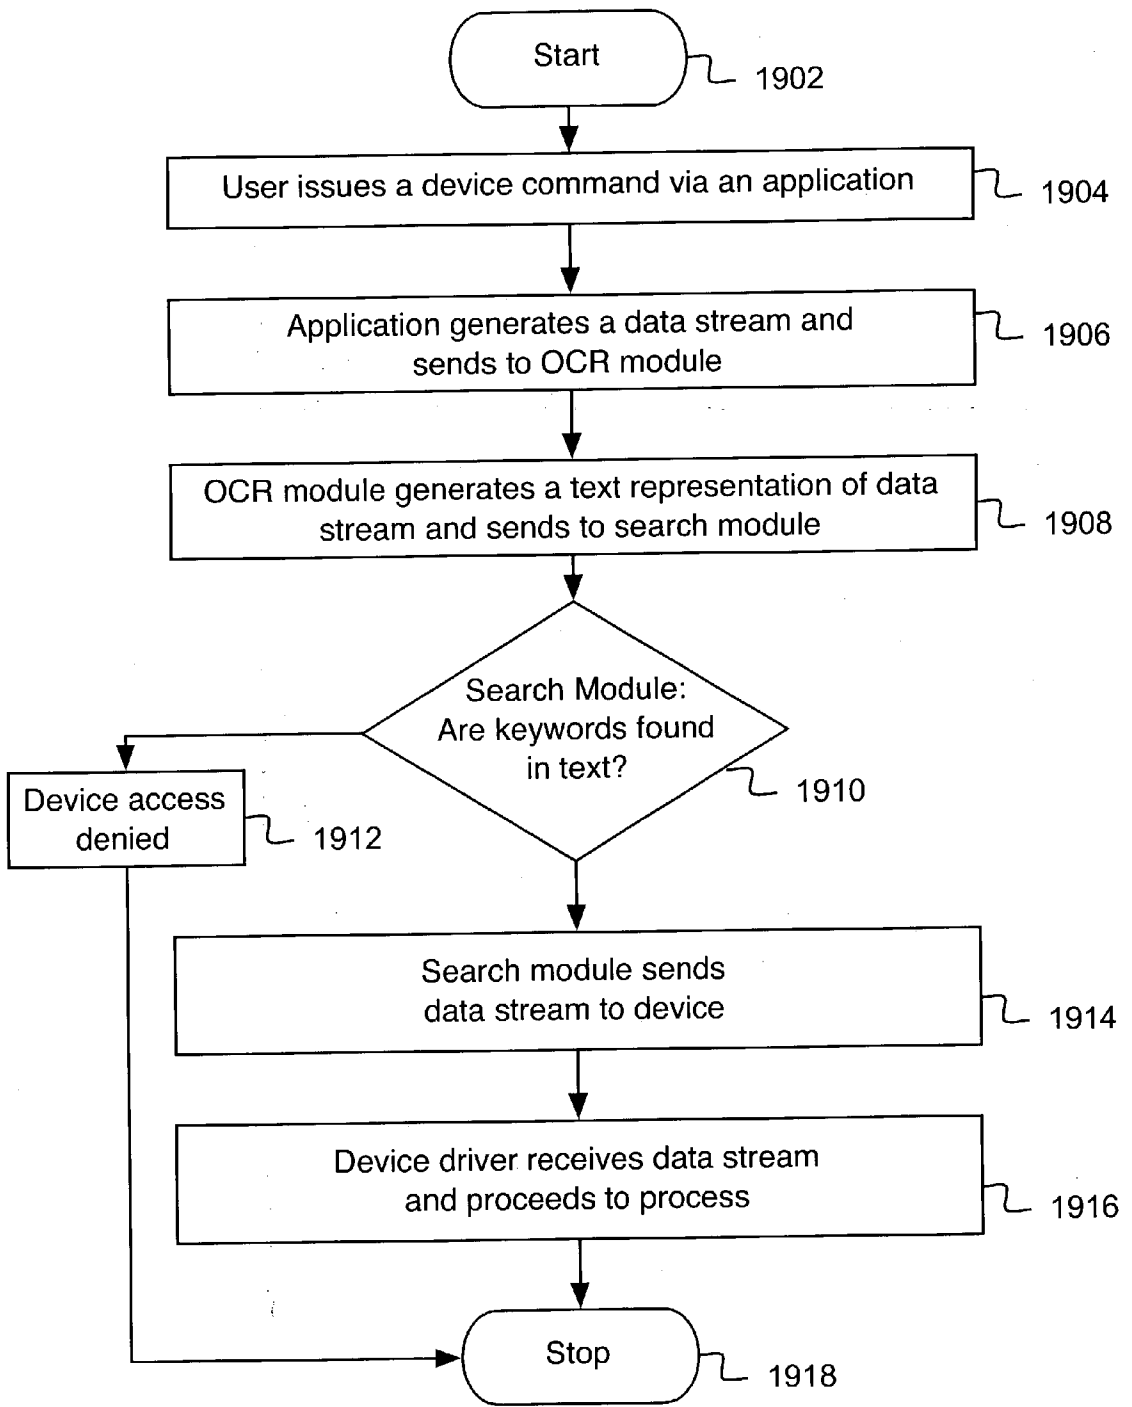 Start
1902
User issues a device command via an application
1904
Application generates a data stream and
sends to OCR module
1906
OCR module generates a text representation of data
stream and sends to search module
1908
Search Module:
Are keywords found
in text?
1910
Device access
denied
1912
Search module sends
data stream to device
1914
Device driver receives data stream
and proceeds to process
1916
Stop
1918